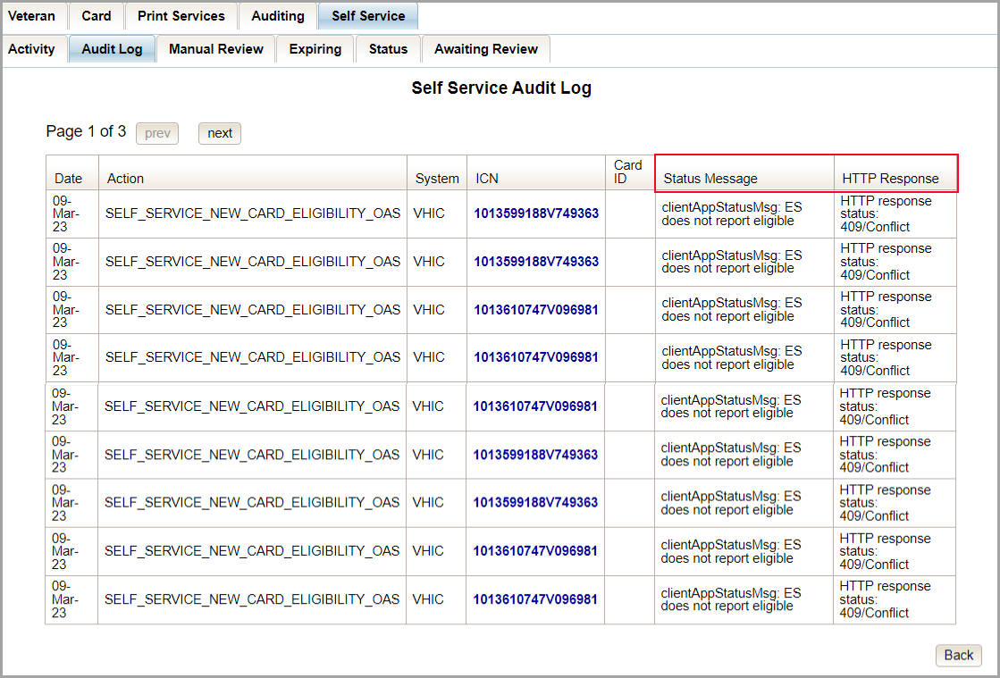 Veteran Card Print Services Auditing Self Service
Activity Audit Log Manual Review Expiring Status Awaiting Review
Self Service Audit Log
Page 1 of 3 prev next
Date Action System ICN Card ID Status Message HTTP Response
09-Mar-23 SELF_SERVICE_NEW_CARD_ELIGIBILITY_OAS VHIC 1013599188V749363 clientAppStatusMsg: ES does not report eligible HTTP response status: 409/Conflict
09-Mar-23 SELF_SERVICE_NEW_CARD_ELIGIBILITY_OAS VHIC 1013599188V749363 clientAppStatusMsg: ES does not report eligible HTTP response status: 409/Conflict
09-Mar-23 SELF_SERVICE_NEW_CARD_ELIGIBILITY_OAS VHIC 1013610747V096981 clientAppStatusMsg: ES does not report eligible HTTP response status: 409/Conflict
09-Mar-23 SELF_SERVICE_NEW_CARD_ELIGIBILITY_OAS VHIC 1013610747V096981 clientAppStatusMsg: ES does not report eligible HTTP response status: 409/Conflict
09-Mar-23 SELF_SERVICE_NEW_CARD_ELIGIBILITY_OAS VHIC 1013610747V096981 clientAppStatusMsg: ES does not report eligible HTTP response status: 409/Conflict
09-Mar-23 SELF_SERVICE_NEW_CARD_ELIGIBILITY_OAS VHIC 1013599188V749363 clientAppStatusMsg: ES does not report eligible HTTP response status: 409/Conflict
09-Mar-23 SELF_SERVICE_NEW_CARD_ELIGIBILITY_OAS VHIC 1013599188V749363 clientAppStatusMsg: ES does not report eligible HTTP response status: 409/Conflict
09-Mar-23 SELF_SERVICE_NEW_CARD_ELIGIBILITY_OAS VHIC 1013610747V096981 clientAppStatusMsg: ES does not report eligible HTTP response status: 409/Conflict
09-Mar-23 SELF_SERVICE_NEW_CARD_ELIGIBILITY_OAS VHIC 1013610747V096981 clientAppStatusMsg: ES does not report eligible HTTP response status: 409/Conflict
Back